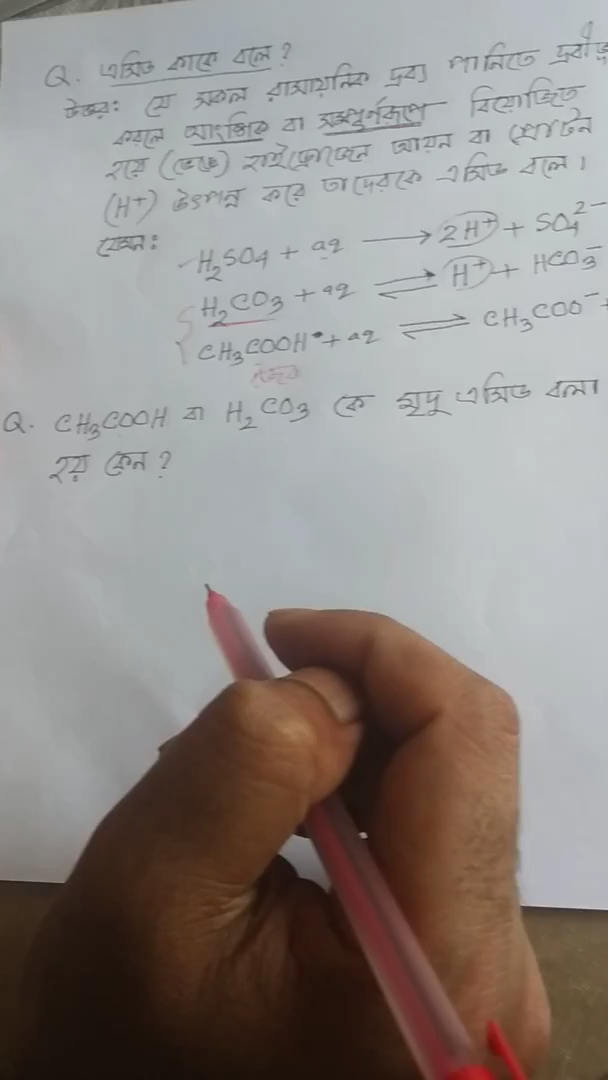 Q. এসিড কাকে বলে?
উত্তরঃ যে সকল রাসায়নিক দ্রব্য পানিতে দ্রবীভূত
করলে আংশিক বা সম্পূর্ণরূপে বিয়োজিত
হয়ে (ভেঙে) হাইড্রোজেন আয়ন বা প্রোটন
(H+) উৎপন্ন করে তাদেরকে এসিড বলে।
যেমনঃ
H₂SO₄ + aq ⟶ 2H⁺ + SO₄²⁻
H₂CO₃ + aq ⇌ H⁺ + HCO₃⁻
CH₃COOH + aq ⇌ CH₃COO⁻ +
Q. CH₃COOH বা H₂CO₃ কে মৃদু এসিড বলা
হয় কেন?